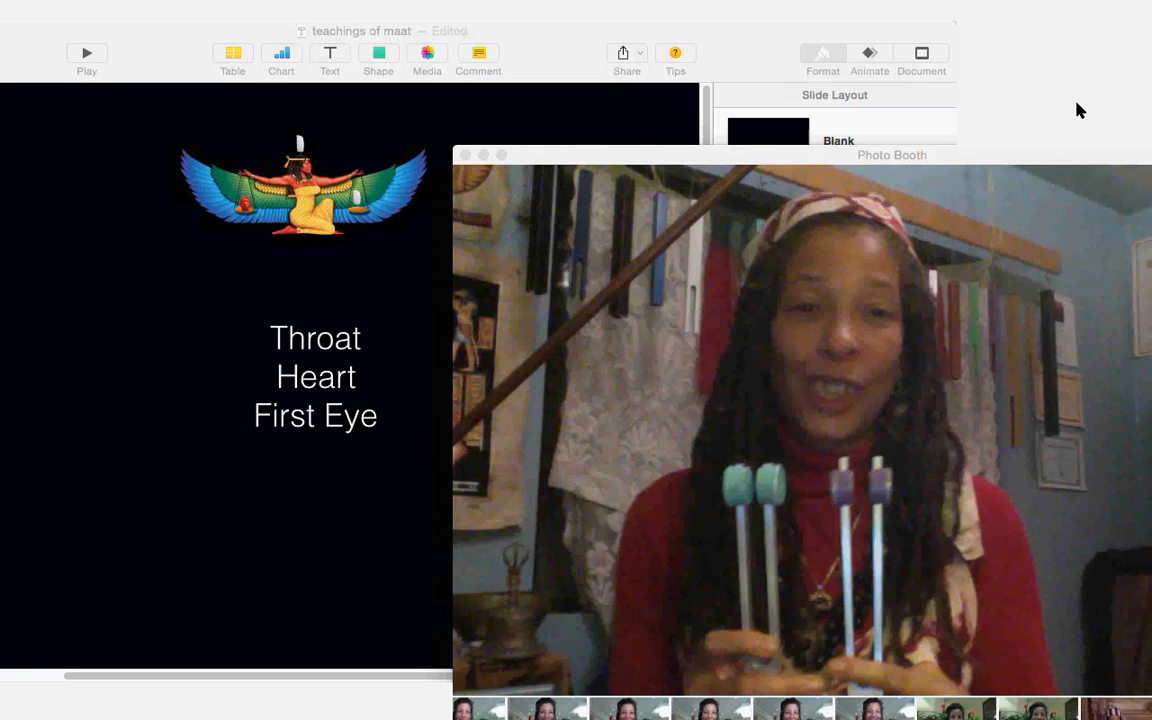 teachings of maat — Edited
Play
Table
Chart
Text
Shape
Media
Comment
Share
Tips
Format
Animate
Document
Slide Layout
Blank
Photo Booth
Throat
Heart
First Eye